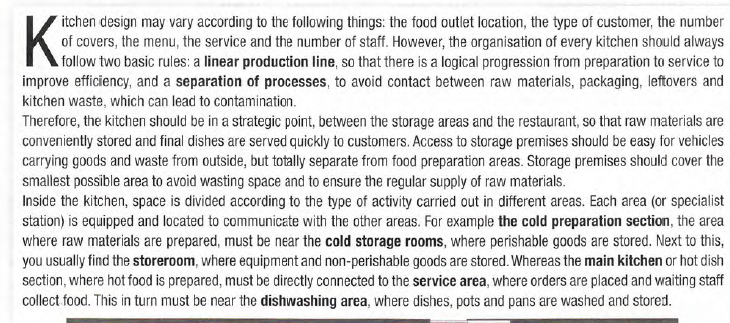 Kitchen design may vary according to the following things: the food outlet location, the type of customer, the number
of covers, the menu, the service and the number of staff. However, the organisation of every kitchen should always
follow two basic rules: a linear production line, so that there is a logical progression from preparation to service to
improve efficiency, and a separation of processes, to avoid contact between raw materials, packaging, leftovers and
kitchen waste, which can lead to contamination.
Therefore, the kitchen should be in a strategic point, between the storage areas and the restaurant, so that raw materials are
conveniently stored and final dishes are served quickly to customers. Access to storage premises should be easy for vehicles
carrying goods and waste from outside, but totally separate from food preparation areas. Storage premises should cover the
smallest possible area to avoid wasting space and to ensure the regular supply of raw materials.
Inside the kitchen, space is divided according to the type of activity carried out in different areas. Each area (or specialist
station) is equipped and located to communicate with the other areas. For example the cold preparation section, the area
where raw materials are prepared, must be near the cold storage rooms, where perishable goods are stored. Next to this,
you usually find the storeroom, where equipment and non-perishable goods are stored. Whereas the main kitchen or hot dish
section, where hot food is prepared, must be directly connected to the service area, where orders are placed and waiting staff
collect food. This in turn must be near the dishwashing area, where dishes, pots and pans are washed and stored.